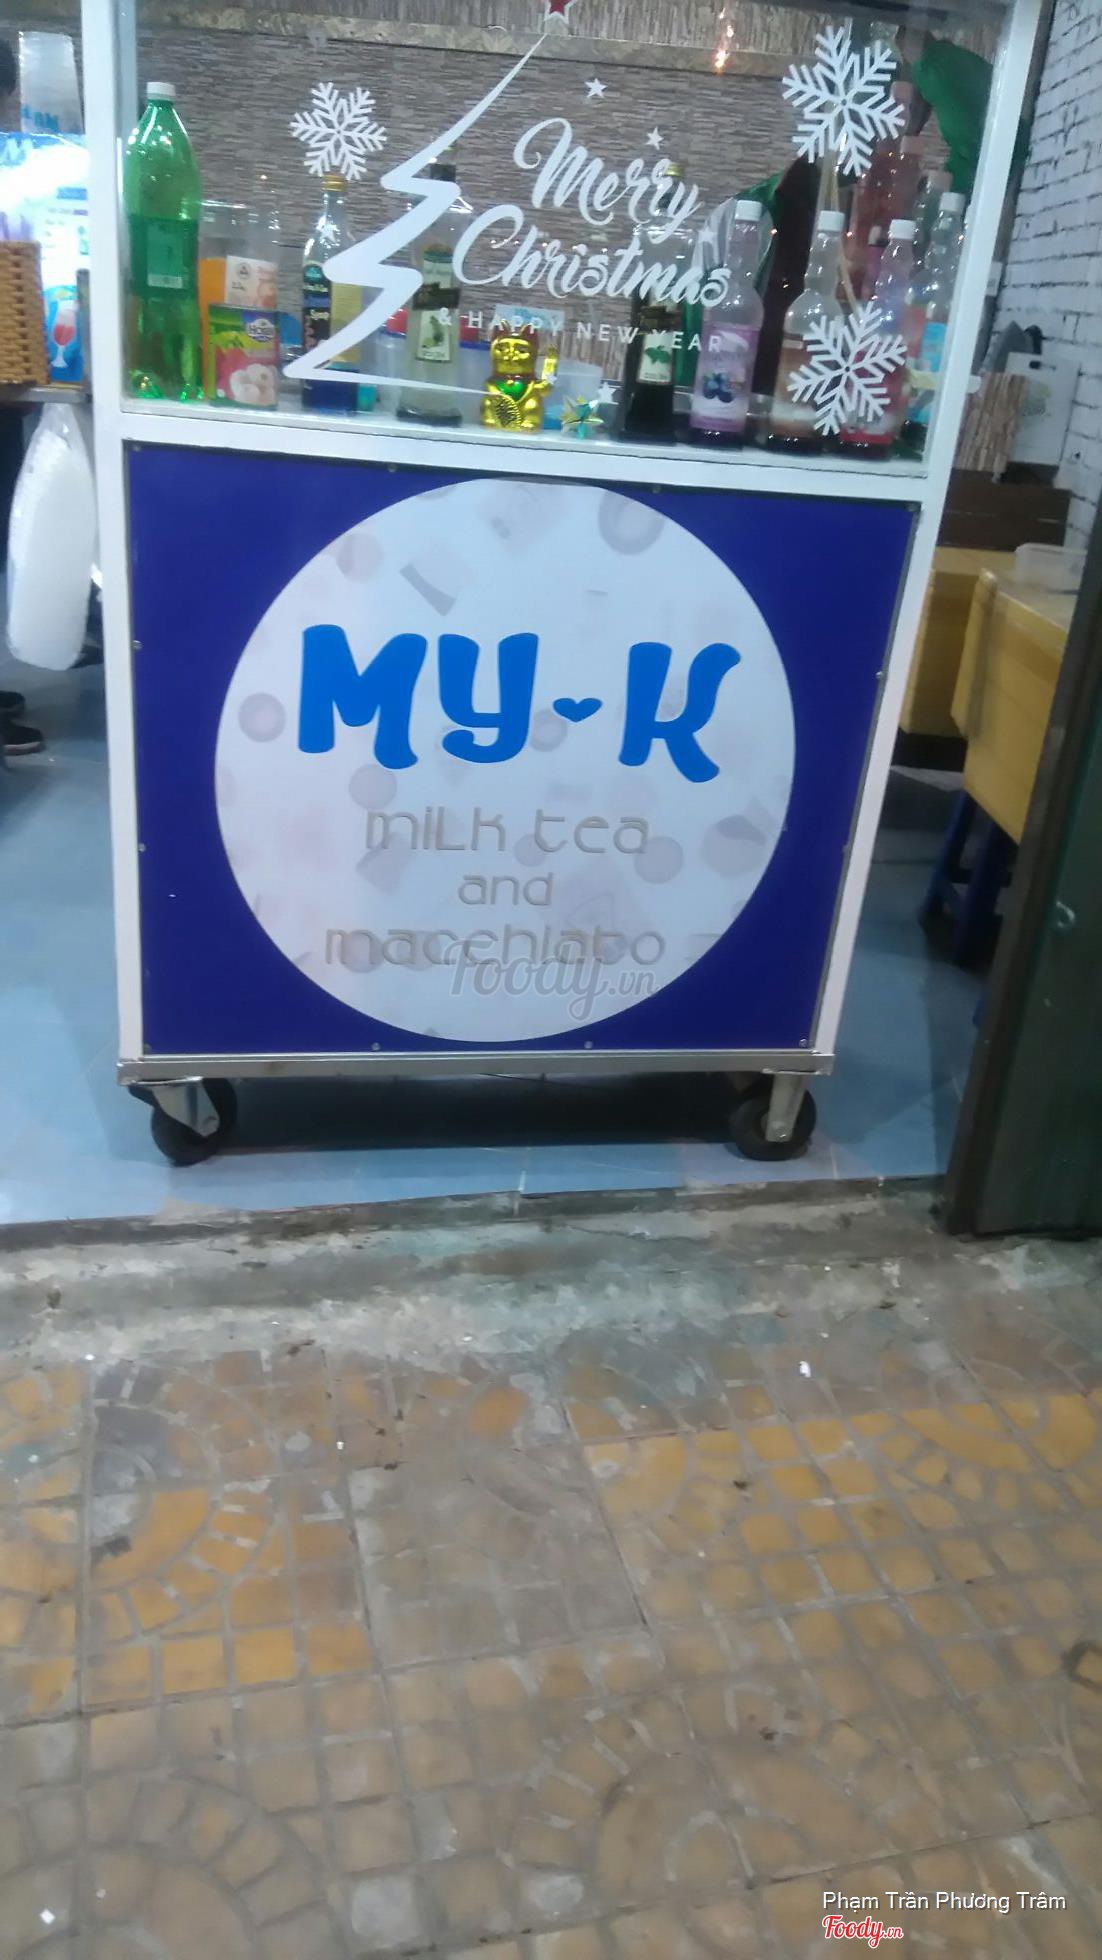 Merry
Christmas
& HAPPY NEW YEAR
MY K
milk tea
and
macchiato
Foody.vn
Phạm Trần Phương Trâm
Foody.vn